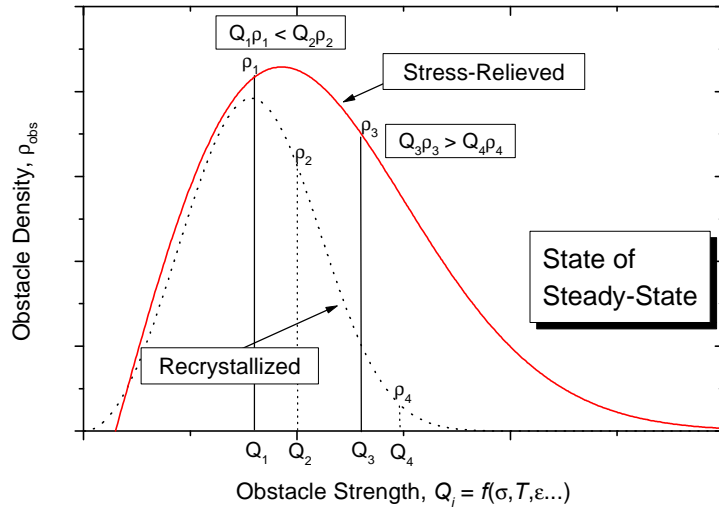 Q₁ρ₁ < Q₂ρ₂
ρ₁
Stress-Relieved
ρ₃
Q₃ρ₃ > Q₄ρ₄
ρ₂
State of
Steady-State
Recrystallized
ρ₄
Q₁ Q₂ Q₃ Q₄
Obstacle Strength, Qᵢ = f(σ,T,ε...)
Obstacle Density, ρobs